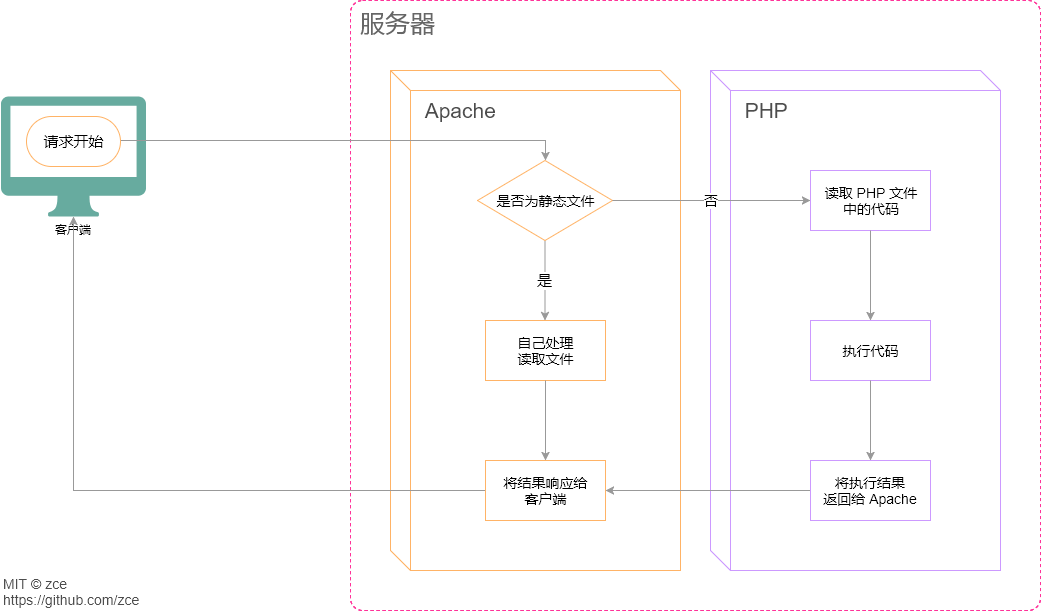 服务器
Apache
PHP
请求开始
是否为静态文件
否
读取 PHP 文件
中的代码
客户端
是
自己处理
读取文件
执行代码
将结果响应给
客户端
将执行结果
返回给 Apache
MIT © zce
https://github.com/zce